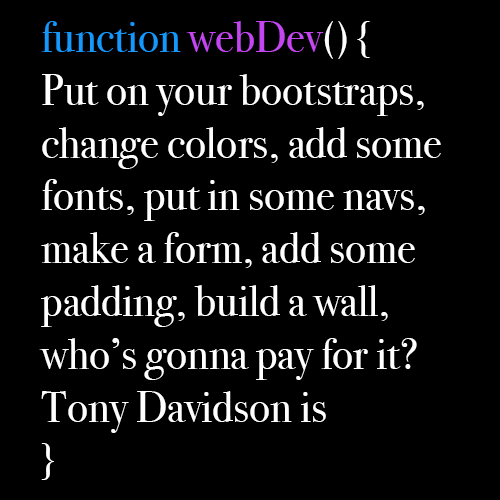 function webDev() {
Put on your bootstraps,
change colors, add some
fonts, put in some navs,
make a form, add some
padding, build a wall,
who’s gonna pay for it?
Tony Davidson is
}